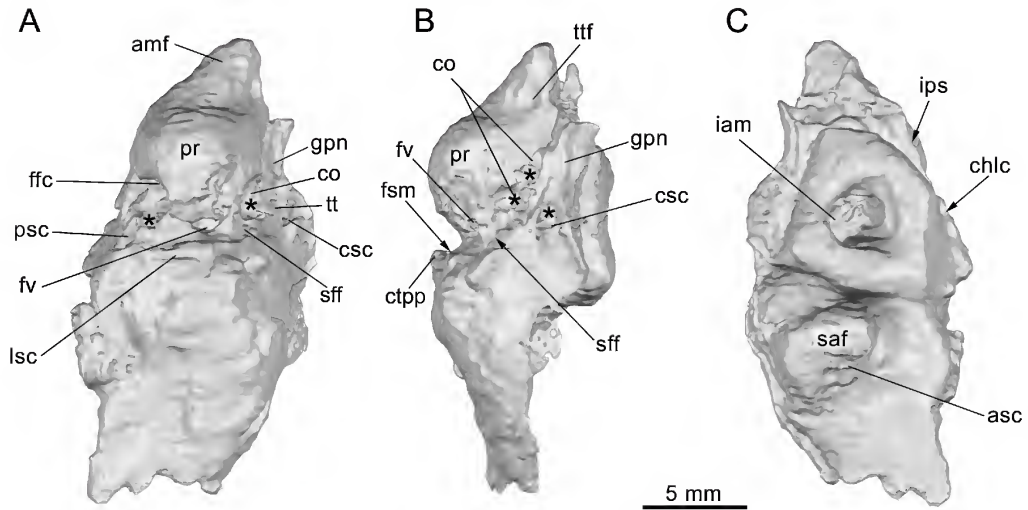 A
B
C
amf
pr
gpn
ffc
co
*
*
tt
psc
csc
fv
sff
lsc
ttf
co
pr
gpn
fv
*
*
*
fsm
csc
ctpp
sff
ips
iam
chlc
saf
asc
5 mm